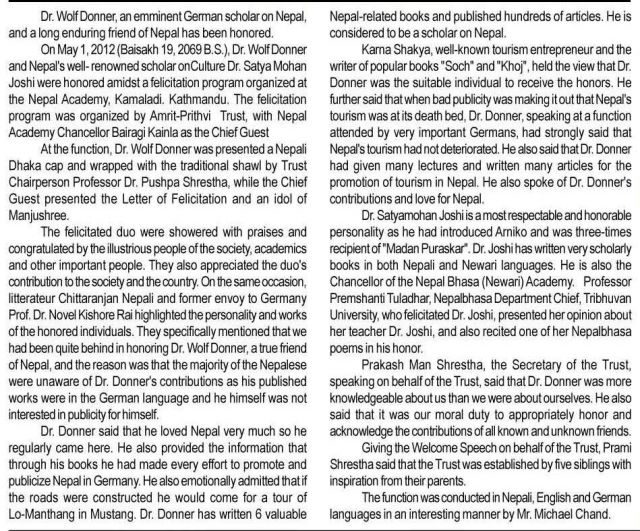 Dr. Wolf Donner, an emminent German scholar on Nepal,
and a long enduring friend of Nepal has been honored.
On May 1, 2012 (Baisakh 19, 2069 B.S.), Dr. Wolf Donner
and Nepal's well- renowned scholar onCulture Dr. Satya Mohan
Joshi were honored amidst a felicitation program organized at
the Nepal Academy, Kamaladi. Kathmandu. The felicitation
program was organized by Amrit-Prithvi Trust, with Nepal
Academy Chancellor Bairagi Kainla as the Chief Guest
At the function, Dr. Wolf Donner was presented a Nepali
Dhaka cap and wrapped with the traditional shawl by Trust
Chairperson Professor Dr. Pushpa Shrestha, while the Chief
Guest presented the Letter of Felicitation and an idol of
Manjushree.
The felicitated duo were showered with praises and
congratulated by the illustrious people of the society, academics
and other important people. They also appreciated the duo's
contribution to the society and the country. On the same occasion,
litterateur Chittaranjan Nepali and former envoy to Germany
Prof. Dr. Novel Kishore Rai highlighted the personality and works
of the honored individuals. They specifically mentioned that we
had been quite behind in honoring Dr. Wolf Donner, a true friend
of Nepal, and the reason was that the majority of the Nepalese
were unaware of Dr. Donner's contributions as his published
works were in the German language and he himself was not
interested in publicity for himself.
Dr. Donner said that he loved Nepal very much so he
regularly came here. He also provided the information that
through his books he had made every effort to promote and
publicize Nepal in Germany. He also emotionally admitted that if
the roads were constructed he would come for a tour of
Lo-Manthang in Mustang. Dr. Donner has written 6 valuable
Nepal-related books and published hundreds of articles. He is
considered to be a scholar on Nepal.
Karna Shakya, well-known tourism entrepreneur and the
writer of popular books "Soch" and "Khoj", held the view that Dr.
Donner was the suitable individual to receive the honors. He
further said that when bad publicity was making it out that Nepal's
tourism was at its death bed, Dr. Donner, speaking at a function
attended by very important Germans, had strongly said that
Nepal's tourism had not deteriorated. He also said that Dr. Donner
had given many lectures and written many articles for the
promotion of tourism in Nepal. He also spoke of Dr. Donner's
contributions and love for Nepal.
Dr. Satyamohan Joshi is a most respectable and honorable
personality as he had introduced Arniko and was three-times
recipient of "Madan Puraskar". Dr. Joshi has written very scholarly
books in both Nepali and Newari languages. He is also the
Chancellor of the Nepal Bhasa (Newari) Academy. Professor
Premshanti Tuladhar, Nepalbhasa Department Chief, Tribhuvan
University, who felicitated Dr. Joshi, presented her opinion about
her teacher Dr. Joshi, and also recited one of her Nepalbhasa
poems in his honor.
Prakash Man Shrestha, the Secretary of the Trust,
speaking on behalf of the Trust, said that Dr. Donner was more
knowledgeable about us than we were about ourselves. He also
said that it was our moral duty to appropriately honor and
acknowledge the contributions of all known and unknown friends.
Giving the Welcome Speech on behalf of the Trust, Prami
Shrestha said that the Trust was established by five siblings with
inspiration from their parents.
The function was conducted in Nepali, English and German
languages in an interesting manner by Mr. Michael Chand.